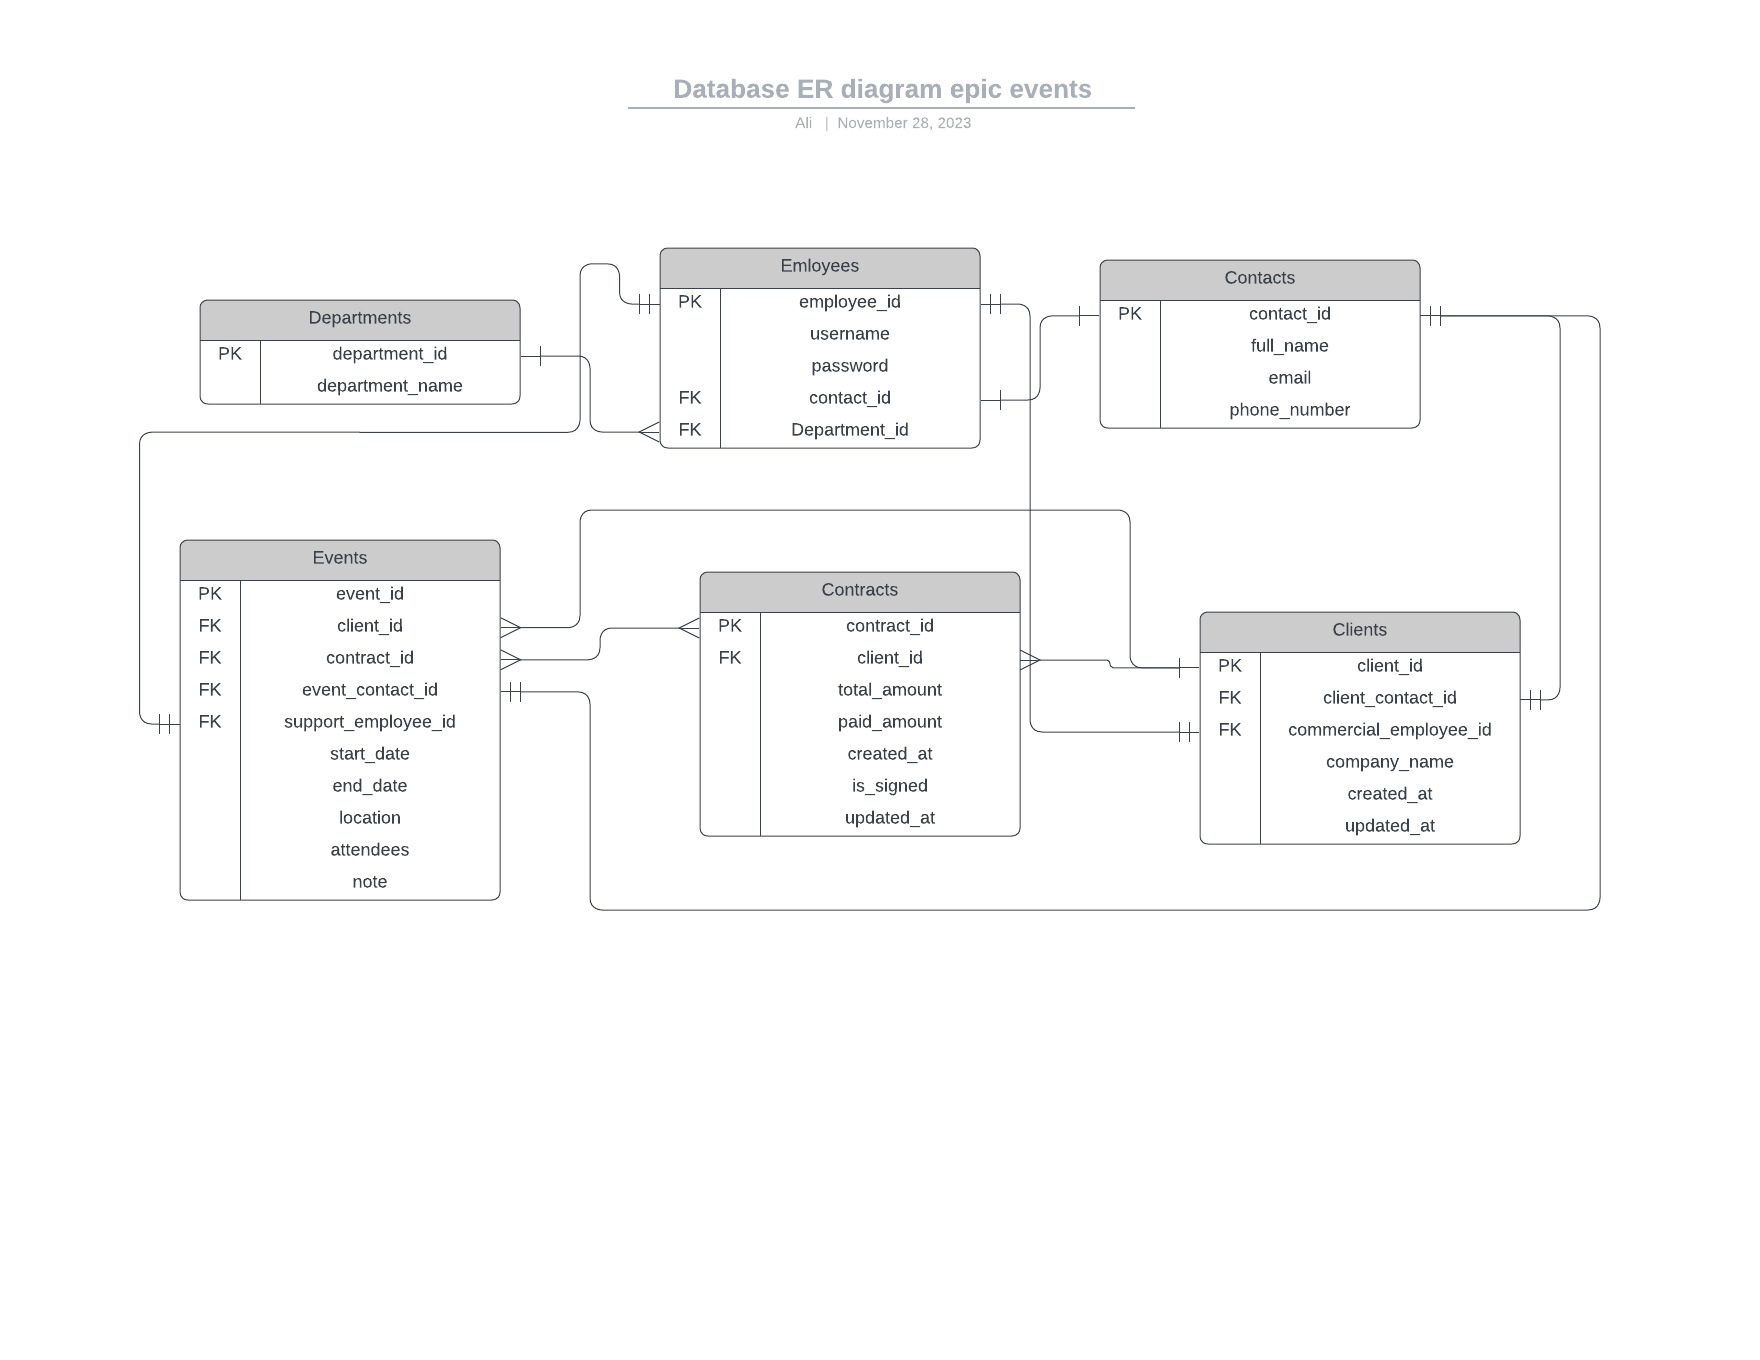 Database ER diagram epic events
Ali | November 28, 2023
Departments
PK department_id
department_name
Emloyees
PK employee_id
username
password
FK contact_id
FK Department_id
Contacts
PK contact_id
full_name
email
phone_number
Events
PK event_id
FK client_id
FK contract_id
FK event_contact_id
FK support_employee_id
start_date
end_date
location
attendees
note
Contracts
PK contract_id
FK client_id
total_amount
paid_amount
created_at
is_signed
updated_at
Clients
PK client_id
FK client_contact_id
FK commercial_employee_id
company_name
created_at
updated_at